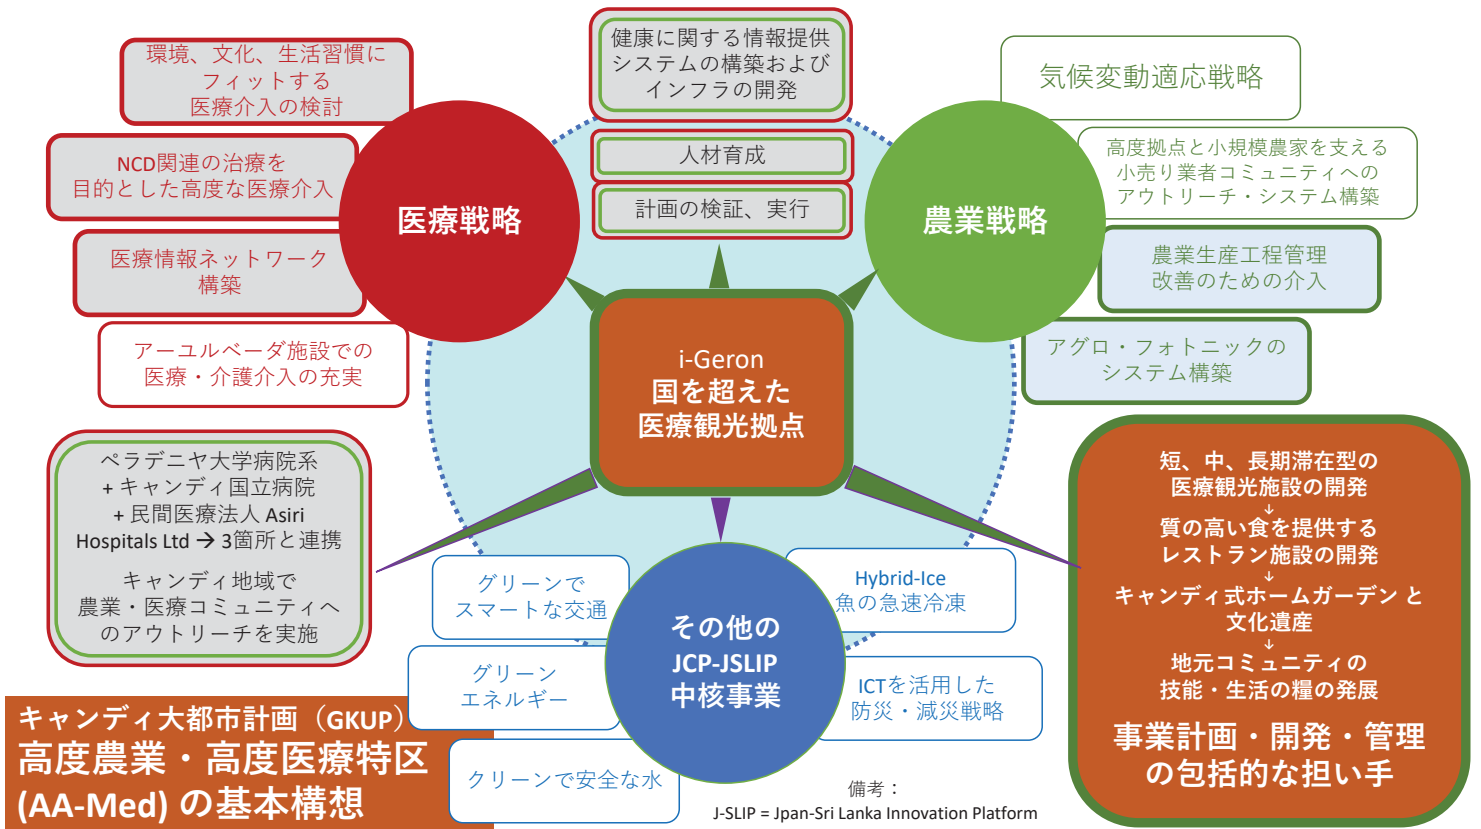 環境、文化、生活習慣に
フィットする
医療介入の検討
NCD関連の治療を
目的とした高度な医療介入
医療情報ネットワーク
構築
アーユルベーダ施設での
医療・介護介入の充実
医療戦略
健康に関する情報提供
システムの構築および
インフラの開発
人材育成
計画の検証、実行
農業戦略
気候変動適応戦略
高度拠点と小規模農家を支える
小売り業者コミュニティへの
アウトリーチ・システム構築
農業生産工程管理
改善のための介入
アグロ・フォトニックの
システム構築
i-Geron
国を超えた
医療観光拠点
ペラデニヤ大学病院系
+ キャンディ国立病院
+ 民間医療法人 Asiri
Hospitals Ltd → 3箇所と連携
キャンディ地域で
農業・医療コミュニティへ
のアウトリーチを実施
グリーンで
スマートな交通
グリーン
エネルギー
クリーンで安全な水
その他の
JCP-JSLIP
中核事業
Hybrid-Ice
魚の急速冷凍
ICTを活用した
防災・減災戦略
短、中、長期滞在型の
医療観光施設の開発
↓
質の高い食を提供する
レストラン施設の開発
↓
キャンディ式ホームガーデン と
文化遺産
↓
地元コミュニティの
技能・生活の糧の発展
事業計画・開発・管理
の包括的な担い手
キャンディ大都市計画（GKUP）
高度農業・高度医療特区
(AA-Med) の基本構想
備考：
J-SLIP = Jpan-Sri Lanka Innovation Platform